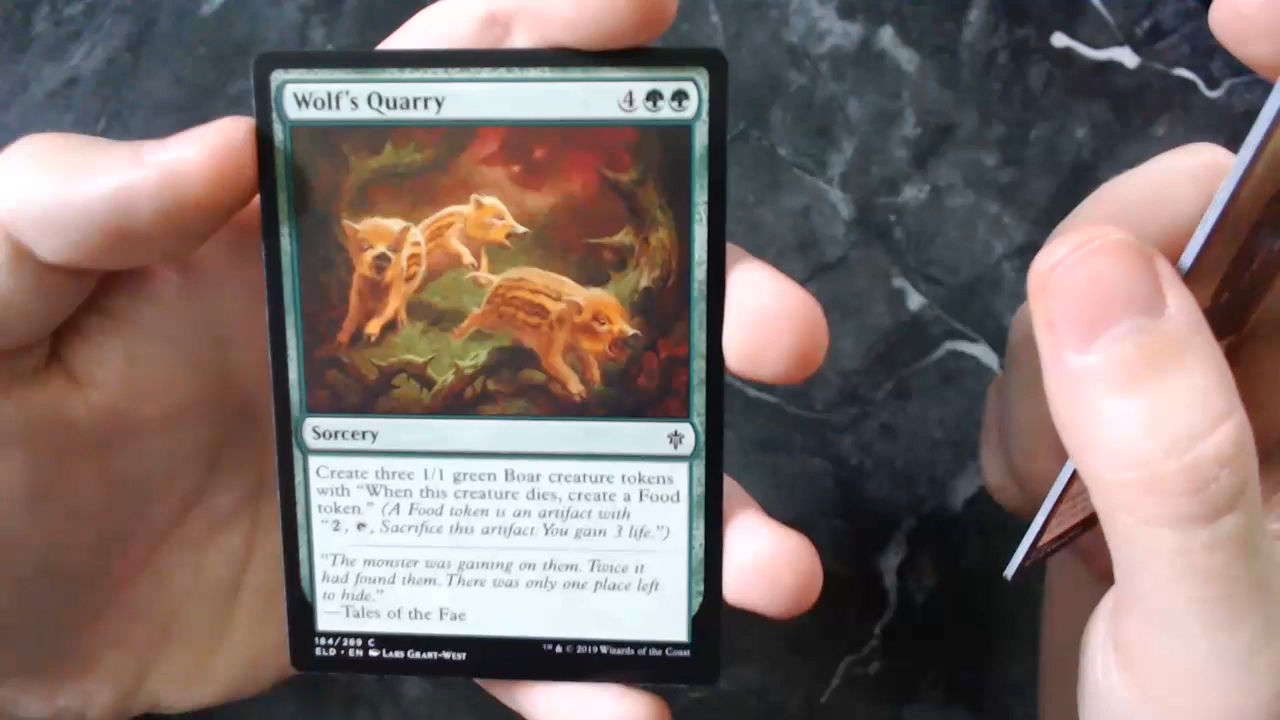 Wolf's Quarry 4
Sorcery
Create three 1/1 green Boar creature tokens
with "When this creature dies, create a Food
token." (A Food token is an artifact with
"2, , Sacrifice this artifact: You gain 3 life.")
"The monster was gaining on them. Twice it
had found them. There was only one place left
to hide."
—Tales of the Fae
184/269 C
ELD • EN Lars Grant-West
™ & © 2019 Wizards of the Coast